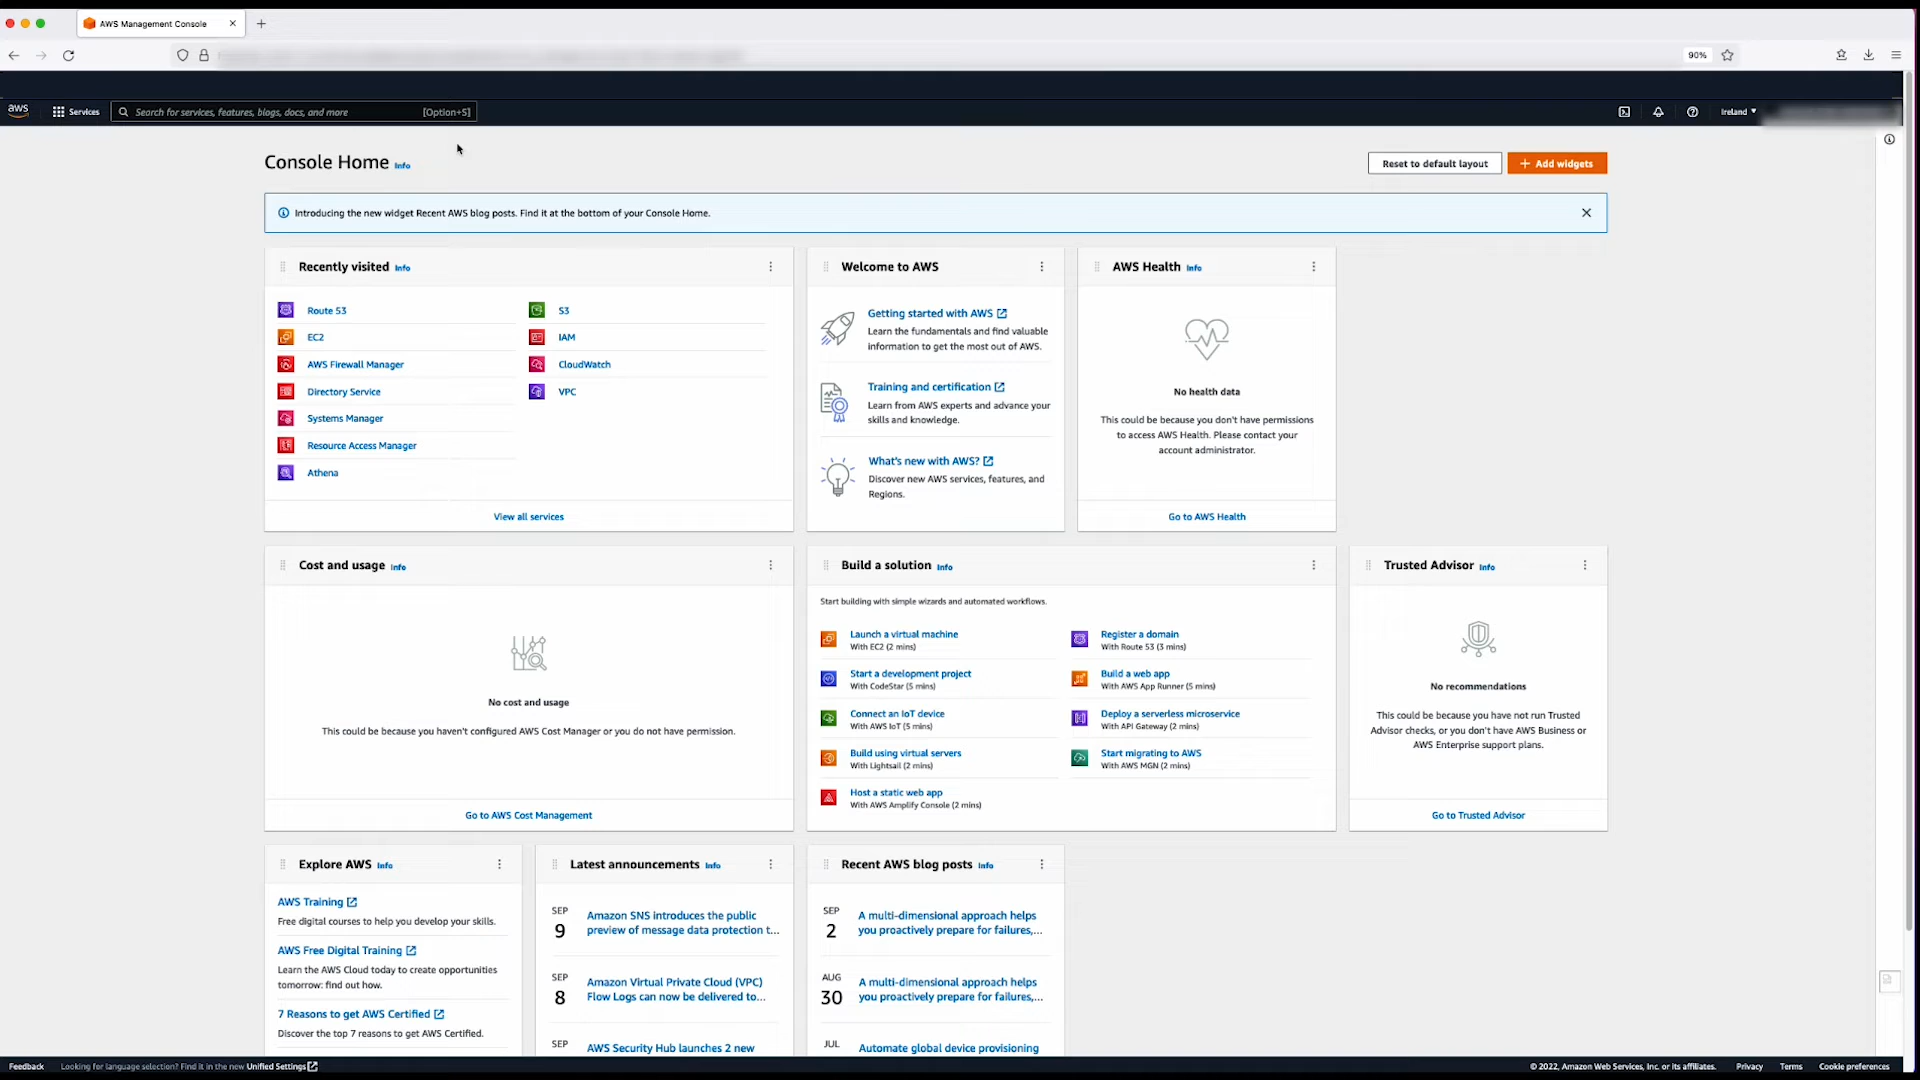 AWS Management Console
90%
aws
Services
Search for services, features, blogs, docs, and more
[Option+S]
Ireland
Console Home Info
Reset to default layout
Add widgets
Introducing the new widget Recent AWS blog posts. Find it at the bottom of your Console Home.
Recently visited Info
Route 53
EC2
AWS Firewall Manager
Directory Service
Systems Manager
Resource Access Manager
Athena
S3
IAM
CloudWatch
VPC
View all services
Welcome to AWS
Getting started with AWS
Learn the fundamentals and find valuable
information to get the most out of AWS.
Training and certification
Learn from AWS experts and advance your
skills and knowledge.
What's new with AWS?
Discover new AWS services, features, and
Regions.
AWS Health Info
No health data
This could be because you don't have permissions
to access AWS Health. Please contact your
account administrator.
Go to AWS Health
Cost and usage Info
No cost and usage
This could be because you haven't configured AWS Cost Manager or you do not have permission.
Go to AWS Cost Management
Build a solution Info
Start building with simple wizards and automated workflows.
Launch a virtual machine
With EC2 (2 mins)
Start a development project
With CodeStar (5 mins)
Connect an IoT device
With AWS IoT (5 mins)
Build using virtual servers
With Lightsail (2 mins)
Host a static web app
With AWS Amplify Console (2 mins)
Register a domain
With Route 53 (3 mins)
Build a web app
With AWS App Runner (5 mins)
Deploy a serverless microservice
With API Gateway (2 mins)
Start migrating to AWS
With AWS MGN (2 mins)
Trusted Advisor Info
No recommendations
This could be because you have not run Trusted
Advisor checks, or you don't have AWS Business or
AWS Enterprise support plans.
Go to Trusted Advisor
Explore AWS Info
AWS Training
Free digital courses to help you develop your skills.
AWS Free Digital Training
Learn the AWS Cloud today to create opportunities
tomorrow: find out how.
7 Reasons to get AWS Certified
Discover the top 7 reasons to get AWS Certified.
Latest announcements Info
SEP
9
Amazon SNS introduces the public
preview of message data protection t...
SEP
8
Amazon Virtual Private Cloud (VPC)
Flow Logs can now be delivered to...
SEP
AWS Security Hub launches 2 new
Recent AWS blog posts Info
SEP
2
A multi-dimensional approach helps
you proactively prepare for failures,...
AUG
30
A multi-dimensional approach helps
you proactively prepare for failures,...
JUL
Automate global device provisioning
Feedback
Looking for language selection? Find it in the new Unified Settings
© 2022, Amazon Web Services, Inc. or its affiliates.
Privacy
Terms
Cookie preferences